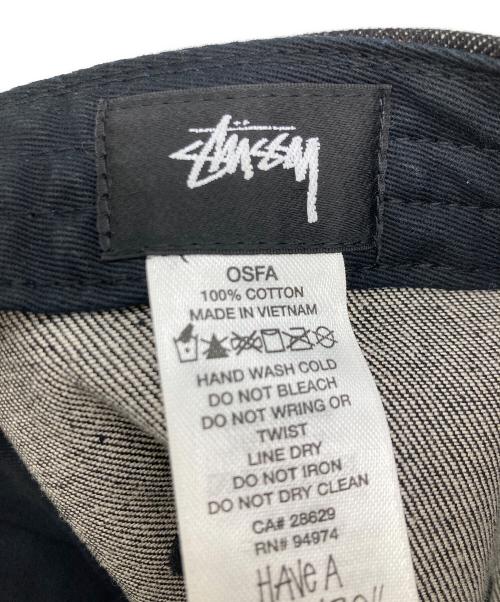 Stüssy
OSFA
100% COTTON
MADE IN VIETNAM
HAND WASH COLD
DO NOT BLEACH
DO NOT WRING OR
TWIST
LINE DRY
DO NOT IRON
DO NOT DRY CLEAN
CA# 28629
RN# 94974
HAVE A